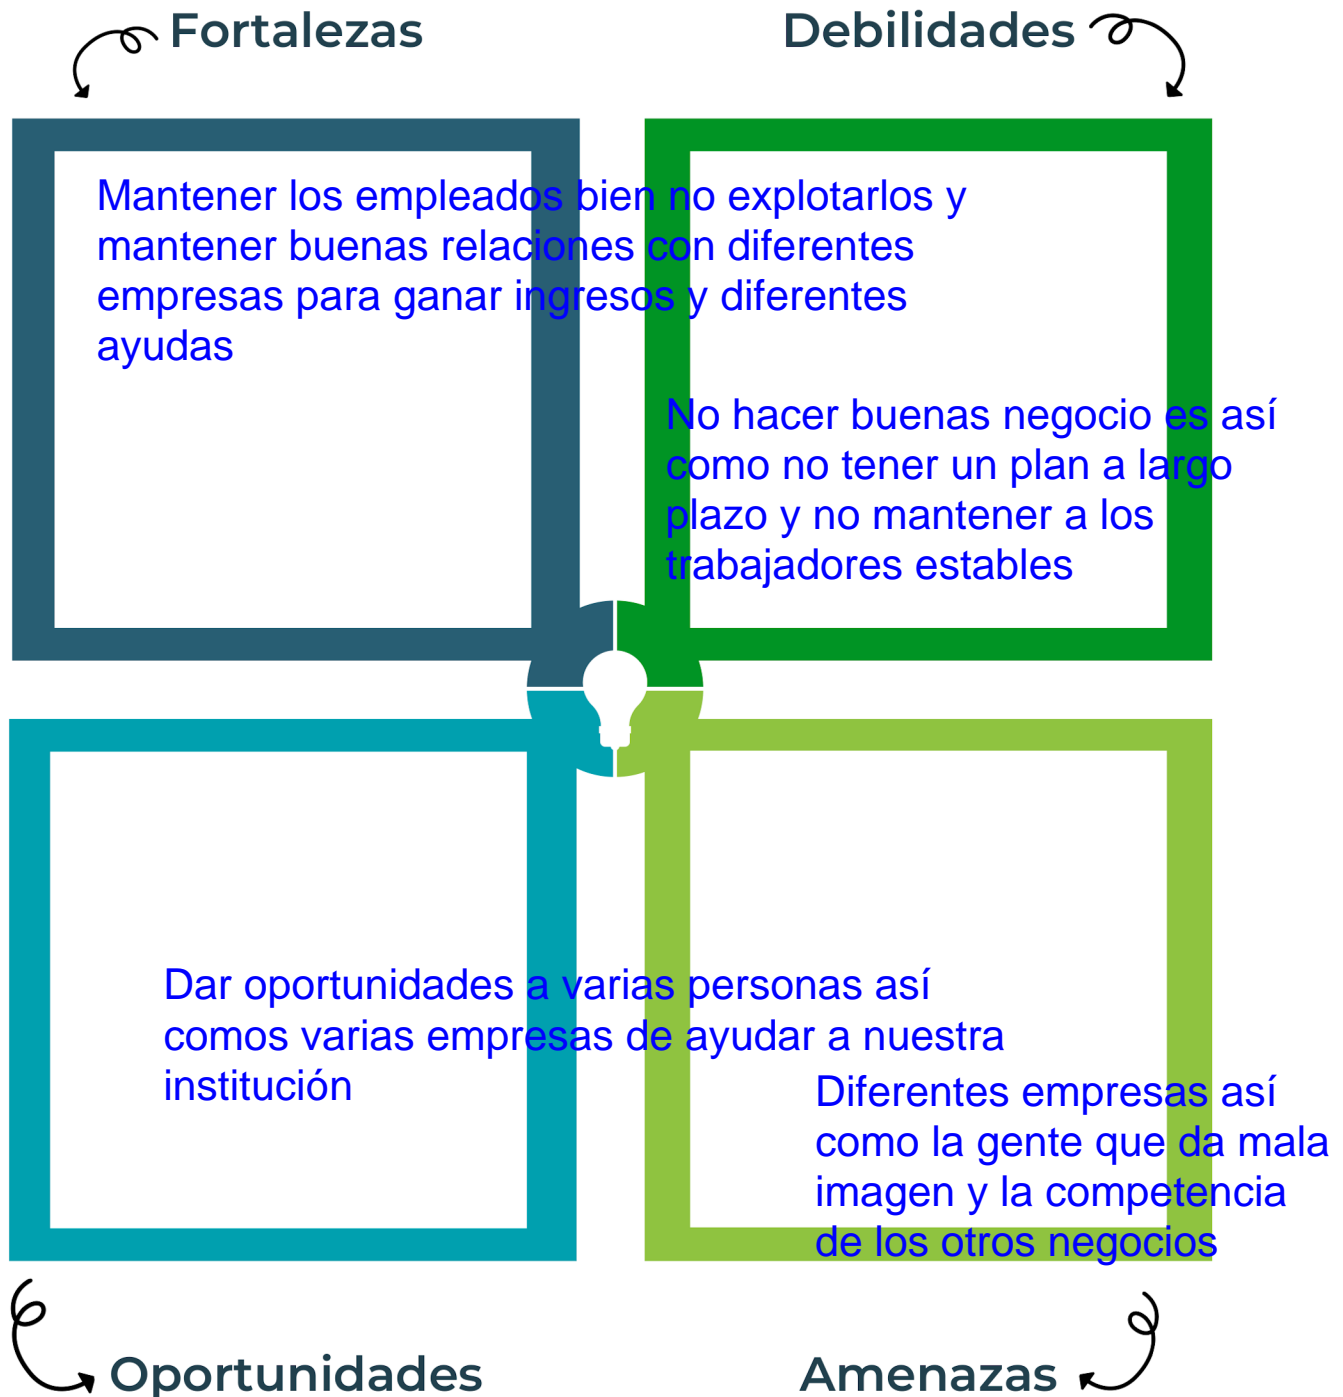 Fortalezas
Debilidades
Mantener los empleados bien no explotarlos y
mantener buenas relaciones con diferentes
empresas para ganar ingresos y diferentes
ayudas
No hacer buenas negocio es así
como no tener un plan a largo
plazo y no mantener a los
trabajadores estables
Dar oportunidades a varias personas así
comos varias empresas de ayudar a nuestra
institución
Diferentes empresas así
como la gente que da mala
imagen y la competencia
de los otros negocios
Oportunidades
Amenazas